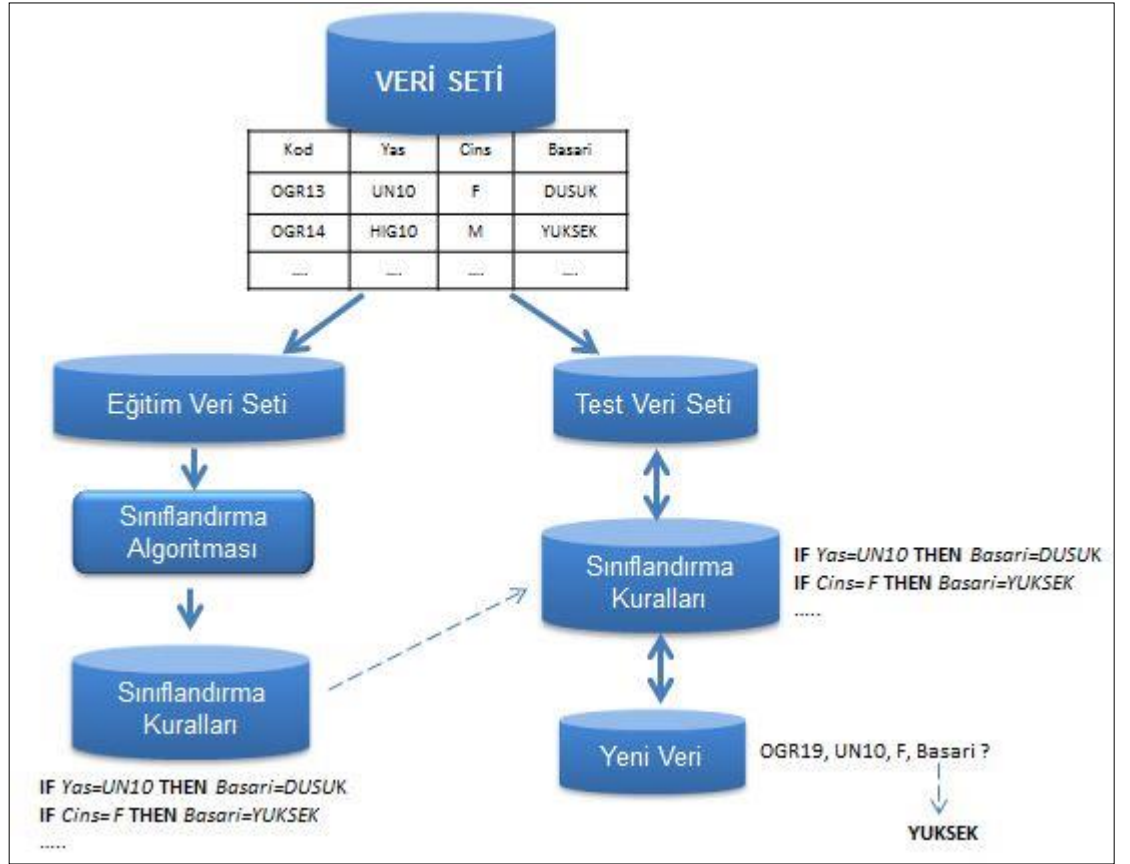 VERİ SETİ
Kod Yas Cins Basari
OGR13 UN10 F DUSUK
OGR14 HIG10 M YUKSEK
.... .... .... ....
Eğitim Veri Seti
Test Veri Seti
Sınıflandırma
Algoritması
Sınıflandırma
Kuralları
IF Yas=UN10 THEN Basari=DUSUK
IF Cins=F THEN Basari=YUKSEK
.....
Sınıflandırma
Kuralları
IF Yas=UN10 THEN Basari=DUSUK
IF Cins=F THEN Basari=YUKSEK
.....
Yeni Veri
OGR19, UN10, F, Basari ?
YUKSEK